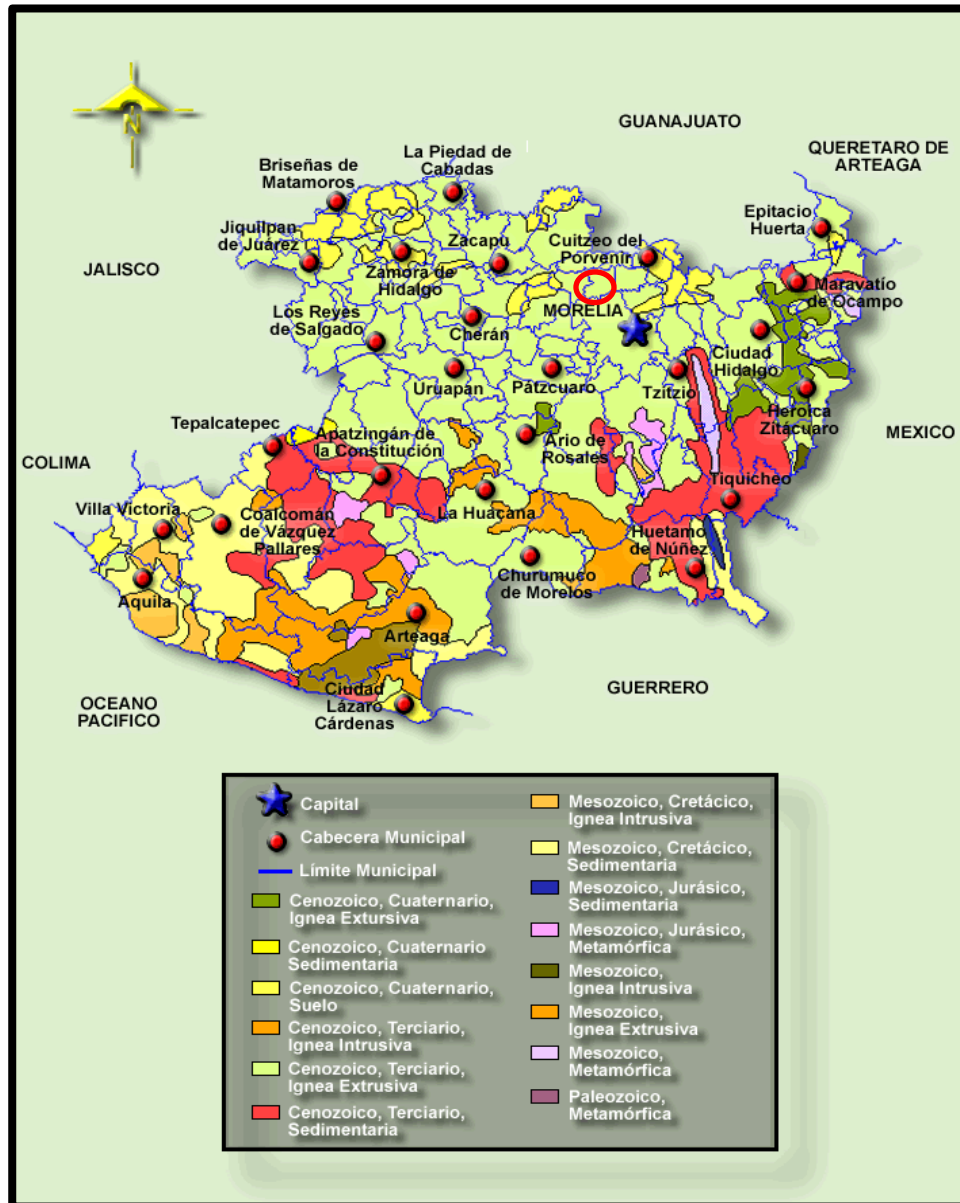 GUANAJUATO
QUERETARO DE
ARTEAGA
La Piedad de
Cabadas
Briseñas de
Matamoros
Epitacio
Huerta
Jiquilpan
de Juárez
Zacapu
Cuitzeo del
Porvenir
JALISCO
Zamora de
Hidalgo
Maravatío
de Ocampo
MORELIA
Los Reyes
de Salgado
Cherán
Ciudad
Hidalgo
Uruapan
Pátzcuaro
Tzitzio
Heroica
Zitácuaro
Tepalcatepec
Apatzingán de
la Constitución
Ario de
Rosales
MEXICO
COLIMA
Tiquicheo
Villa Victoria
La Huacana
Coalcomán
de Vázquez
Pallares
Huetamo
de Núñez
Churumuco
de Morelos
Aquila
Arteaga
OCEANO
PACIFICO
Ciudad
Lázaro
Cárdenas
GUERRERO
N
Capital
Cabecera Municipal
Límite Municipal
Cenozoico, Cuaternario,
Ignea Extursiva
Cenozoico, Cuaternario
Sedimentaria
Cenozoico, Cuaternario,
Suelo
Cenozoico, Terciario,
Ignea Intrusiva
Cenozoico, Terciario,
Ignea Extrusiva
Cenozoico, Terciario,
Sedimentaria
Mesozoico, Cretácico,
Ignea Intrusiva
Mesozoico, Cretácico,
Sedimentaria
Mesozoico, Jurásico,
Sedimentaria
Mesozoico, Jurásico,
Metamórfica
Mesozoico,
Ignea Intrusiva
Mesozoico,
Ignea Extrusiva
Mesozoico,
Metamórfica
Paleozoico,
Metamórfica